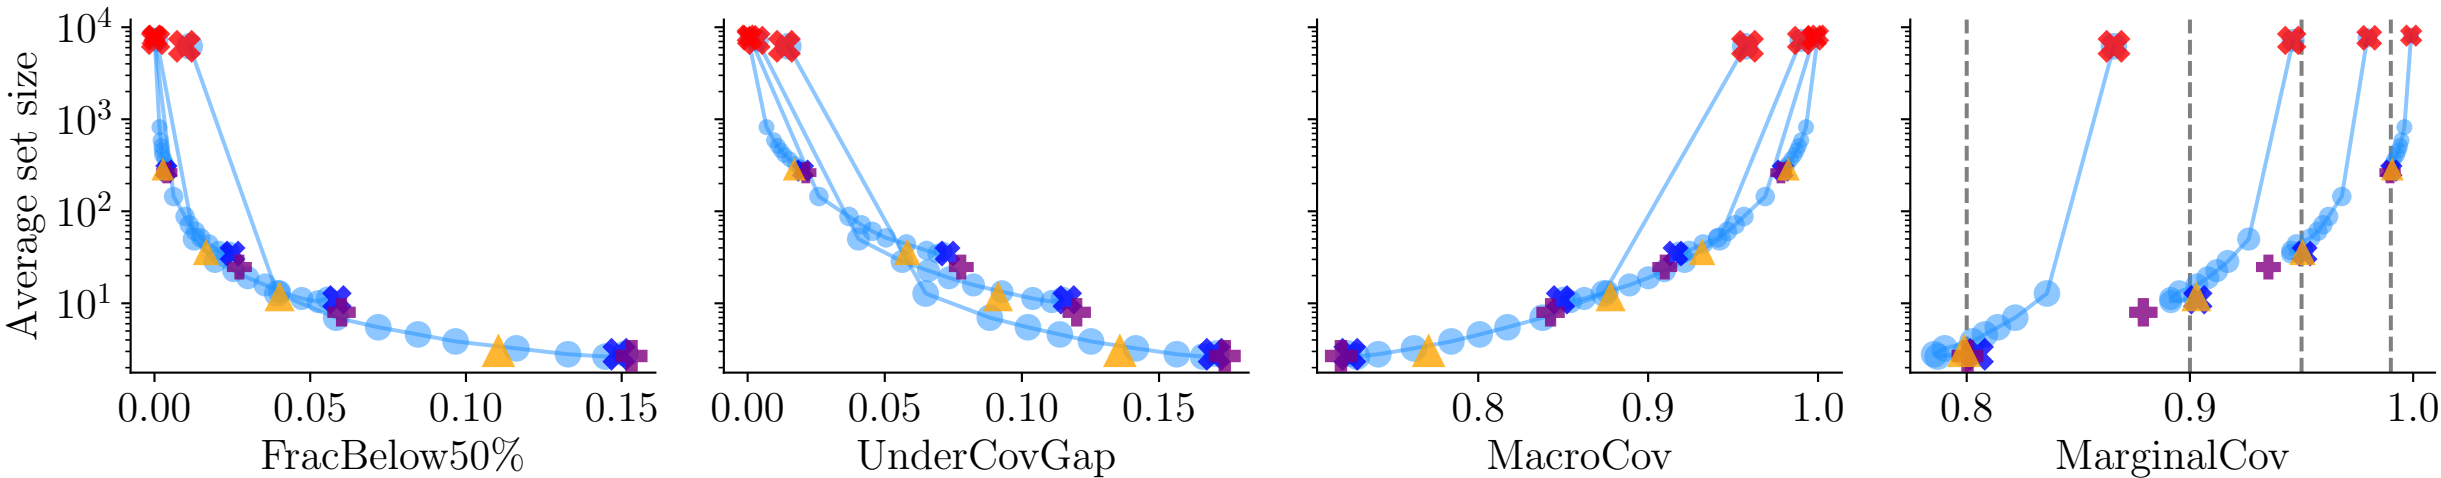 Average set size
10^4
10^3
10^2
10^1
0.00 0.05 0.10 0.15
FracBelow50%
0.00 0.05 0.10 0.15
UnderCovGap
0.8 0.9 1.0
MacroCov
0.8 0.9 1.0
MarginalCov